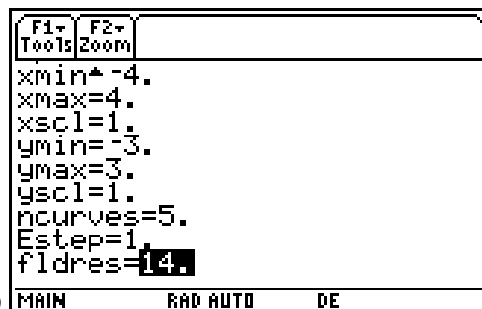 F1▾ F2▾
Tools Zoom
xmin▲⁻4.
xmax=4.
xscl=1.
ymin=⁻3.
ymax=3.
yscl=1.
ncurves=5.
Estep=1.
fldres=14.
MAIN RAD AUTO DE